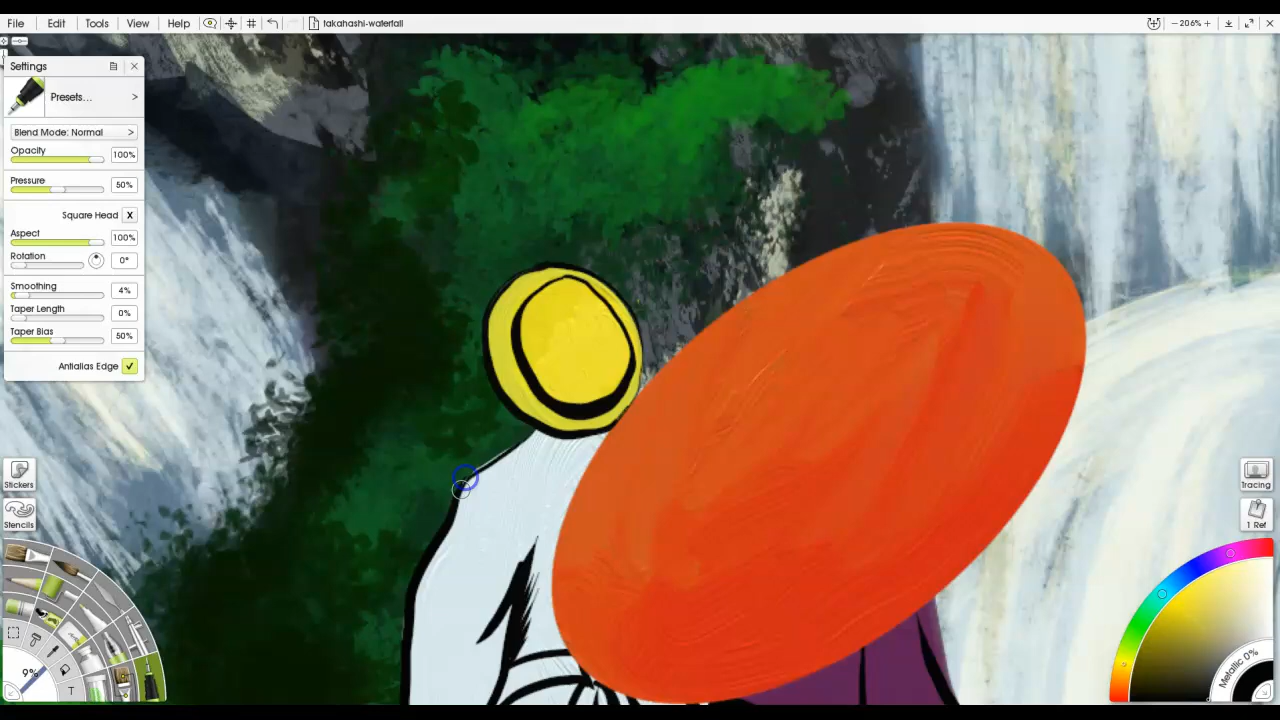 File Edit Tools View Help takahashi-waterfall − 206% +
Settings
Presets... >
Blend Mode: Normal >
Opacity
100%
Pressure
50%
Square Head X
Aspect
100%
Rotation
0°
Smoothing
4%
Taper Length
0%
Taper Bias
50%
Antialias Edge
Stickers
Stencils
Tracing
1 Ref
9%
T
Metallic 0%